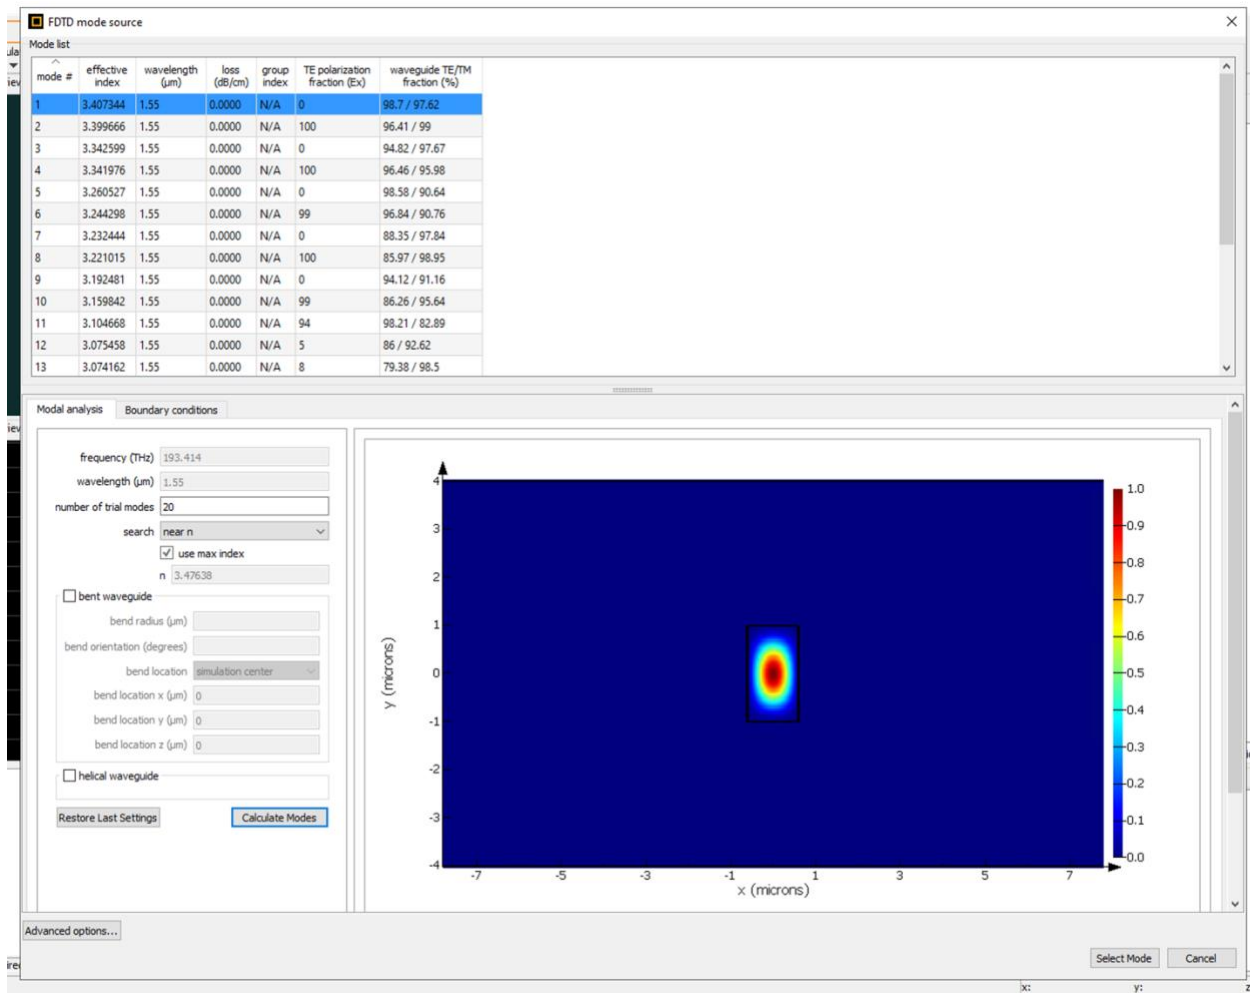 FDTD mode source
Mode list
mode # effective index wavelength (µm) loss (dB/cm) group index TE polarization fraction (Ex) waveguide TE/TM fraction (%)
1 3.407344 1.55 0.0000 N/A 0 98.7 / 97.62
2 3.399666 1.55 0.0000 N/A 100 96.41 / 99
3 3.342599 1.55 0.0000 N/A 0 94.82 / 97.67
4 3.341976 1.55 0.0000 N/A 100 96.46 / 95.98
5 3.260527 1.55 0.0000 N/A 0 98.58 / 90.64
6 3.244298 1.55 0.0000 N/A 99 96.84 / 90.76
7 3.232444 1.55 0.0000 N/A 0 88.35 / 97.84
8 3.221015 1.55 0.0000 N/A 100 85.97 / 98.95
9 3.192481 1.55 0.0000 N/A 0 94.12 / 91.16
10 3.159842 1.55 0.0000 N/A 99 86.26 / 95.64
11 3.104668 1.55 0.0000 N/A 94 98.21 / 82.89
12 3.075458 1.55 0.0000 N/A 5 86 / 92.62
13 3.074162 1.55 0.0000 N/A 8 79.38 / 98.5
Modal analysis Boundary conditions
frequency (THz) 193.414
wavelength (µm) 1.55
number of trial modes 20
search near n
use max index
n 3.47638
bent waveguide
bend radius (µm)
bend orientation (degrees)
bend location simulation center
bend location x (µm) 0
bend location y (µm) 0
bend location z (µm) 0
helical waveguide
Restore Last Settings Calculate Modes
y (microns)
4
3
2
1
0
-1
-2
-3
-4
-7 -5 -3 -1 1 3 5 7
x (microns)
1.0
0.9
0.8
0.7
0.6
0.5
0.4
0.3
0.2
0.1
0.0
Advanced options...
Select Mode Cancel
x: y: